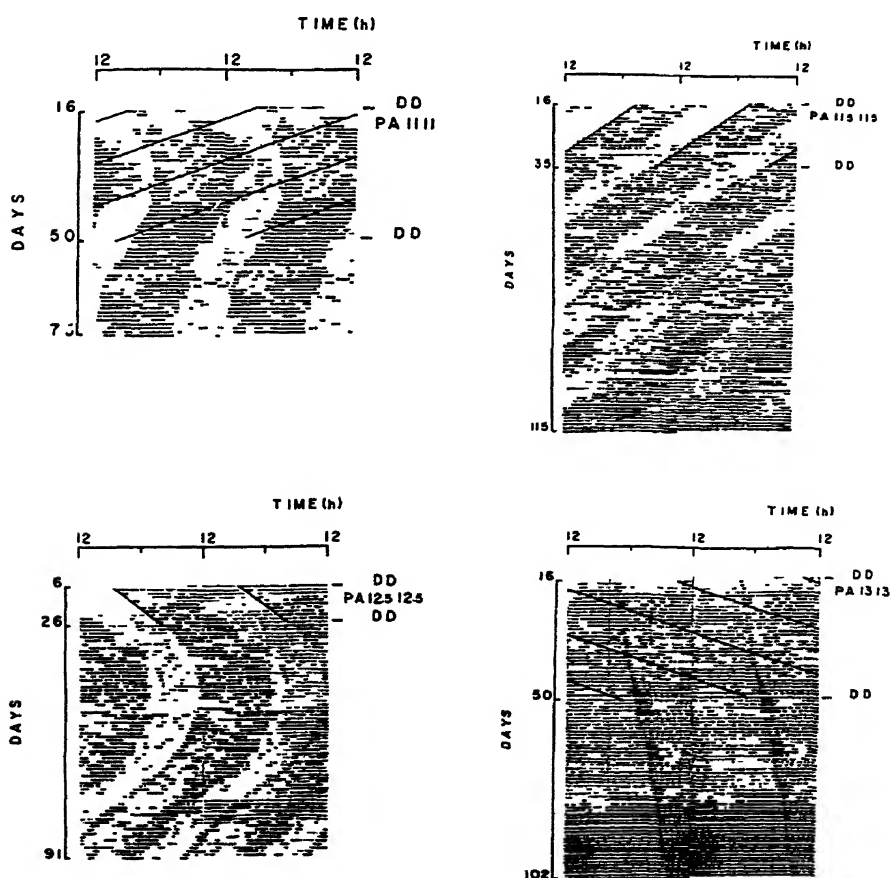 TIME (h)
12 12 12
16
DD
PA 11 11
DAYS
50
DD
TIME (h)
12 12 12
16
DD
PA 11 5 11 5
35
DD
DAYS
115
TIME (h)
12 12 12
6
DD
PA 12 5 12 5
26
DD
DAYS
91
TIME (h)
12 12 12
16
DD
PA 13 13
DAYS
50
DD
102